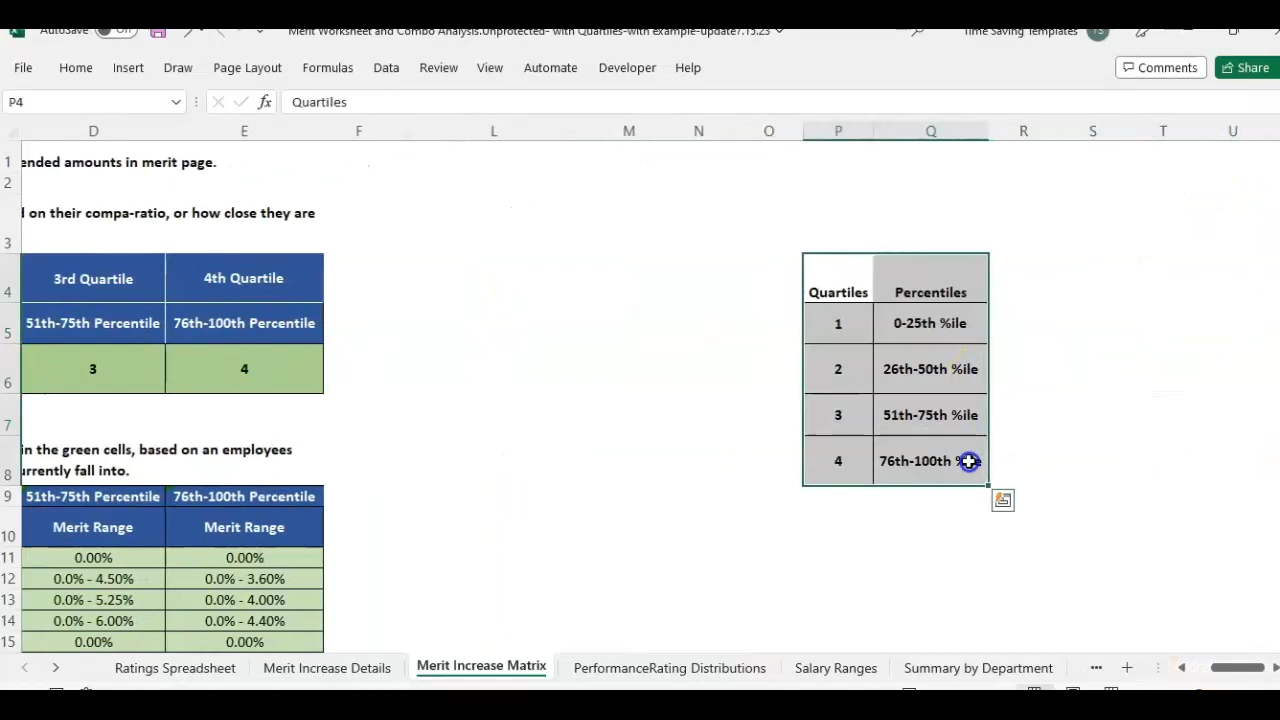 AutoSave Off Merit Worksheet and Combo Analysis.Unprotected- with Quartiles-with example-update7.15.23 Time Saving Templates TS
File Home Insert Draw Page Layout Formulas Data Review View Automate Developer Help Comments Share
P4 fx Quartiles
D E F L M N O P Q R S T U
1 ended amounts in merit page.
2
3 on their compa-ratio, or how close they are
4 3rd Quartile 4th Quartile Quartiles Percentiles
5 51th-75th Percentile 76th-100th Percentile 1 0-25th %ile
6 3 4 2 26th-50th %ile
7 3 51th-75th %ile
in the green cells, based on an employees
8 urrently fall into. 4 76th-100th
9 51th-75th Percentile 76th-100th Percentile
10 Merit Range Merit Range
11 0.00% 0.00%
12 0.0% - 4.50% 0.0% - 3.60%
13 0.0% - 5.25% 0.0% - 4.00%
14 0.0% - 6.00% 0.0% - 4.40%
15 0.00% 0.00%
Ratings Spreadsheet Merit Increase Details Merit Increase Matrix PerformanceRating Distributions Salary Ranges Summary by Department